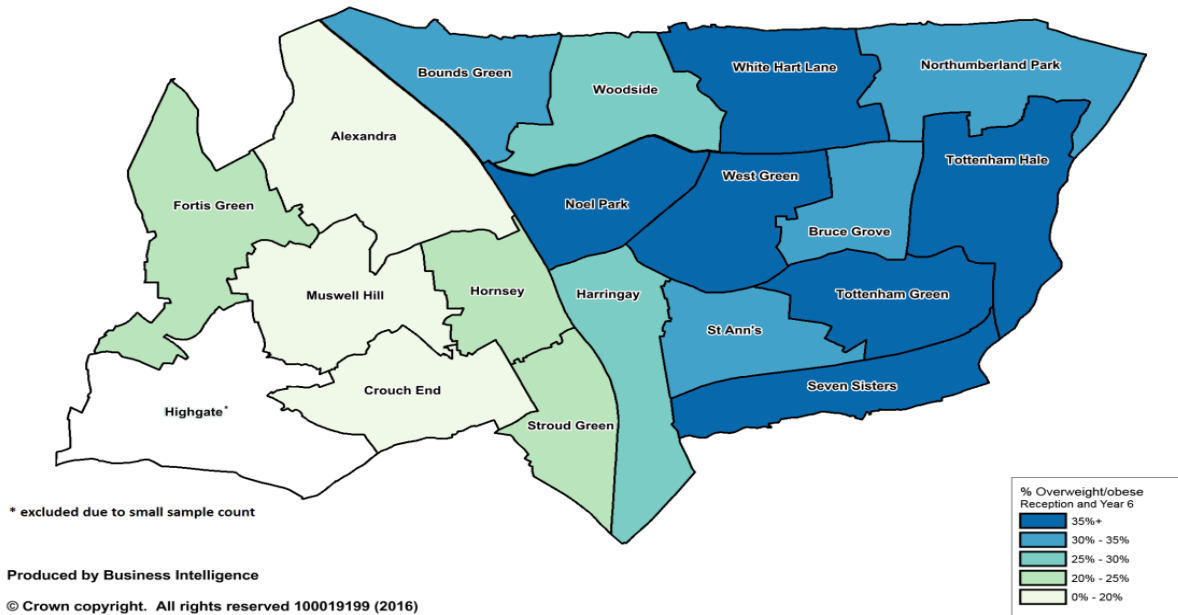 Bounds Green
Woodside
White Hart Lane
Northumberland Park
Alexandra
Tottenham Hale
Fortis Green
Noel Park
West Green
Bruce Grove
Muswell Hill
Hornsey
Harringay
Tottenham Green
St Ann's
Crouch End
Seven Sisters
Highgate*
Stroud Green
* excluded due to small sample count
Produced by Business Intelligence
© Crown copyright. All rights reserved 100019199 (2016)
% Overweight/obese
Reception and Year 6
35%+
30% - 35%
25% - 30%
20% - 25%
0% - 20%